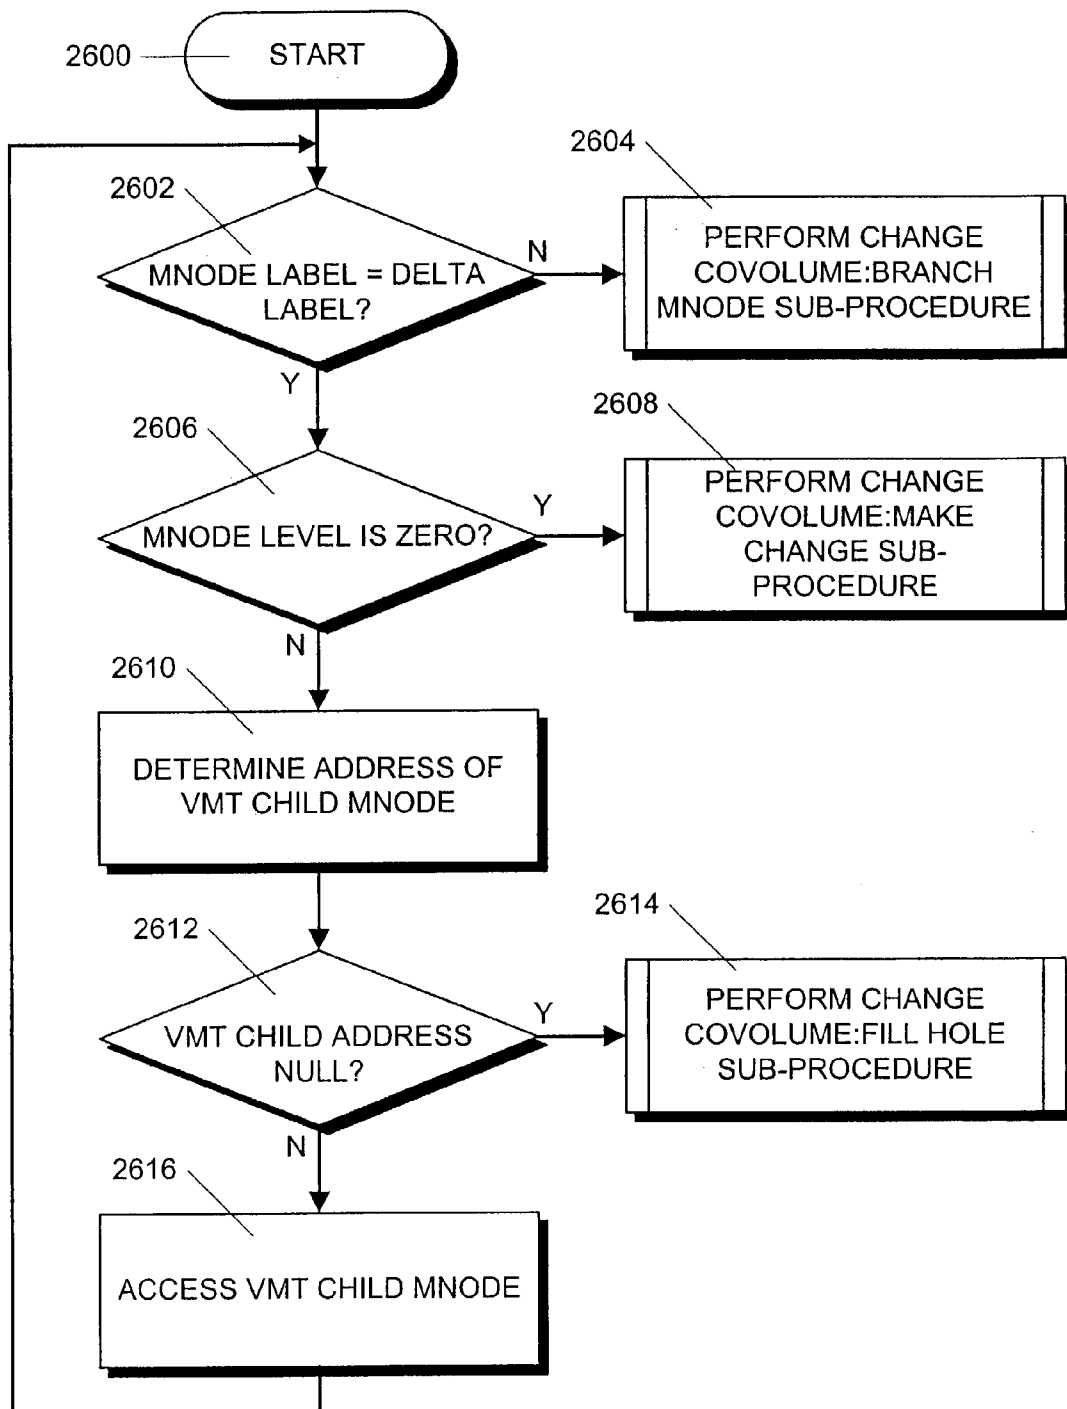 2600
START
2604
2602
PERFORM CHANGE
COVOLUME:BRANCH
MNODE SUB-PROCEDURE
N
MNODE LABEL = DELTA
LABEL?
Y
2608
2606
PERFORM CHANGE
COVOLUME:MAKE
CHANGE SUB-
PROCEDURE
Y
MNODE LEVEL IS ZERO?
N
2610
DETERMINE ADDRESS OF
VMT CHILD MNODE
2614
2612
PERFORM CHANGE
COVOLUME:FILL HOLE
SUB-PROCEDURE
Y
VMT CHILD ADDRESS
NULL?
N
2616
ACCESS VMT CHILD MNODE